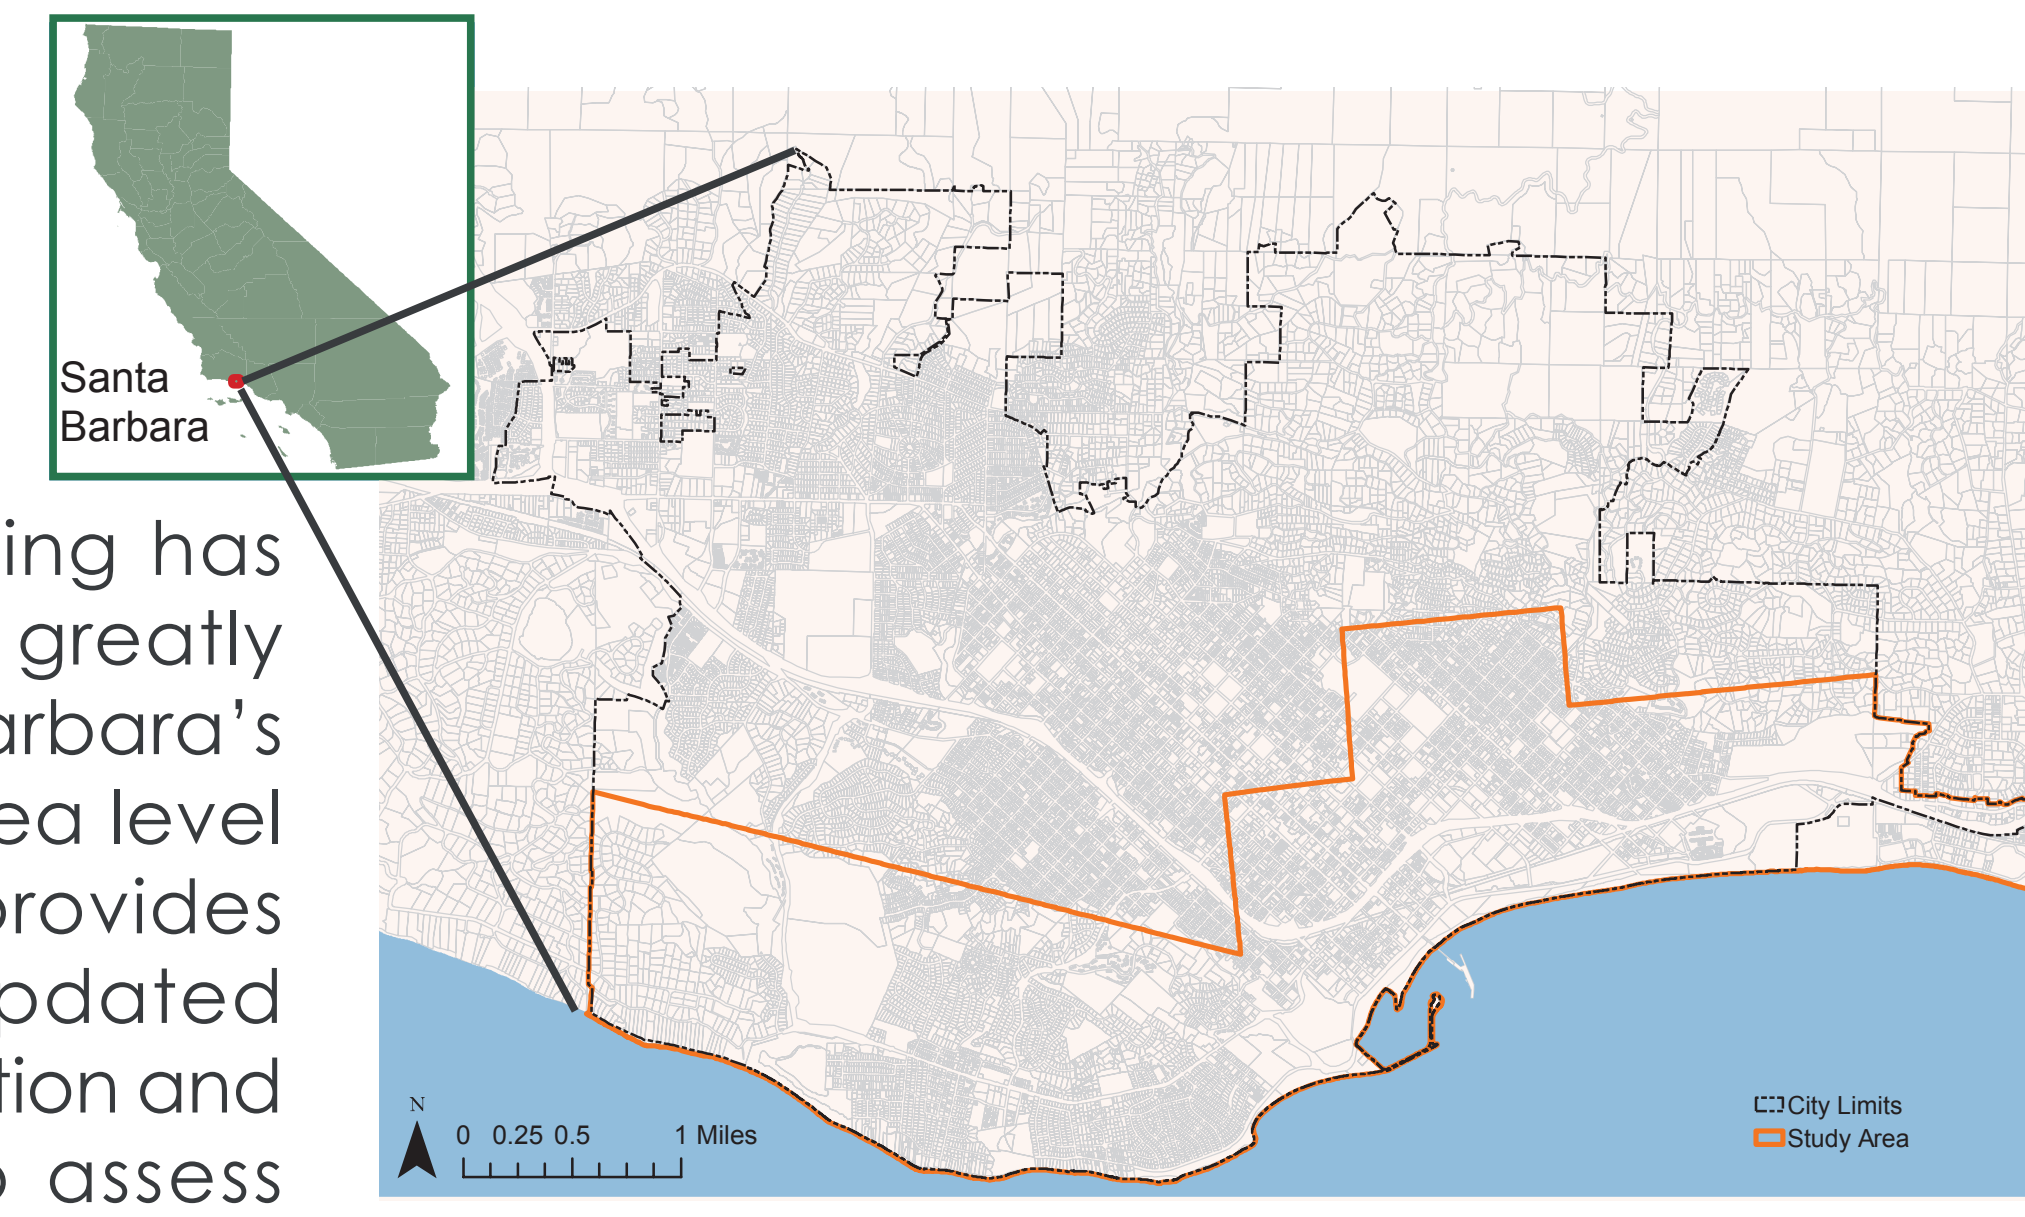 Santa
Barbara
ing has
greatly
arbara's
ea level
provides
pdated
tion and
assess
N
0 0.25 0.5 1 Miles
City Limits
Study Area